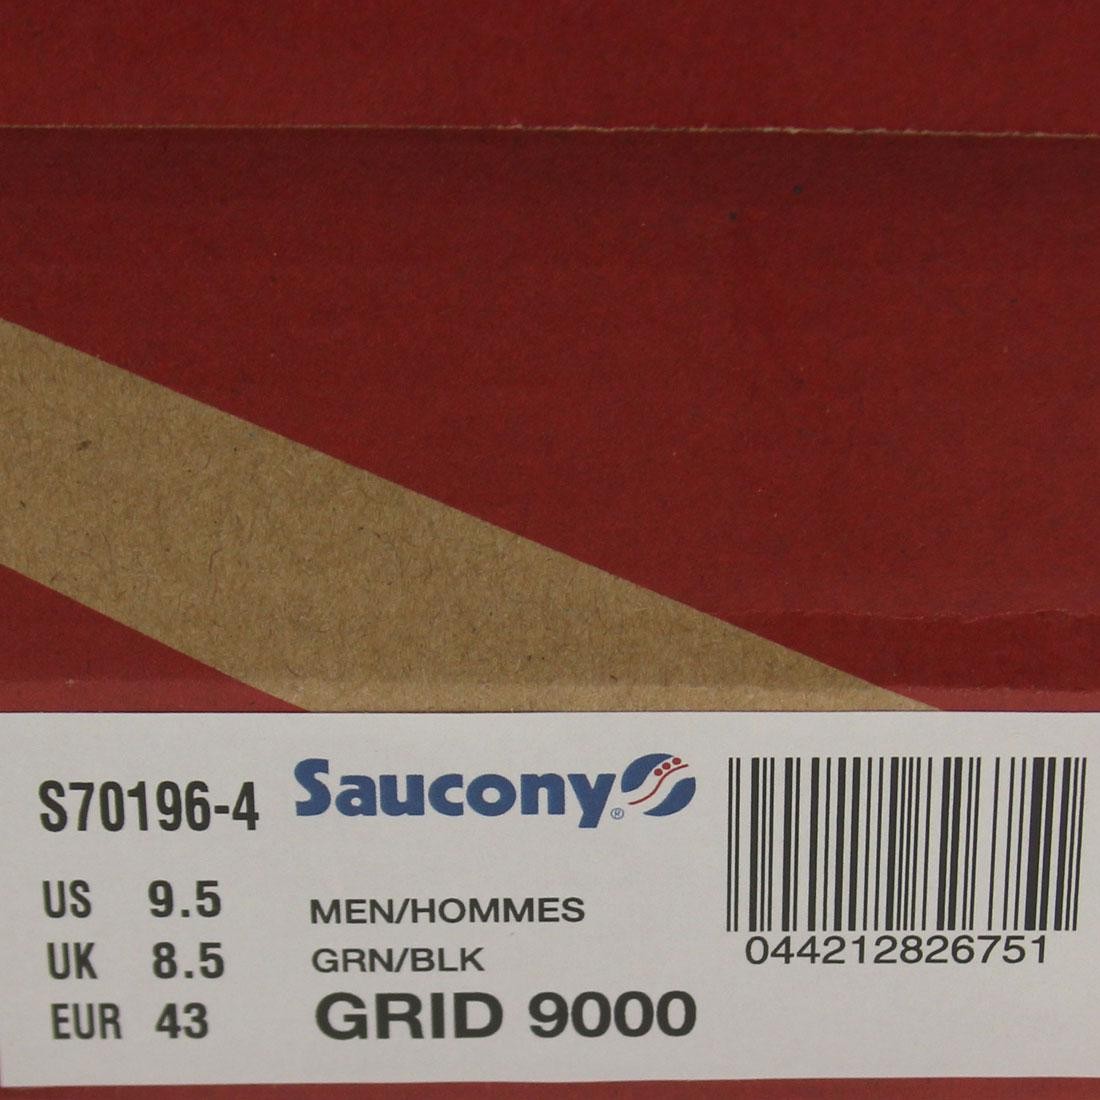 S70196-4
Saucony®
US 9.5
UK 8.5
EUR 43
MEN/HOMMES
GRN/BLK
GRID 9000
044212826751